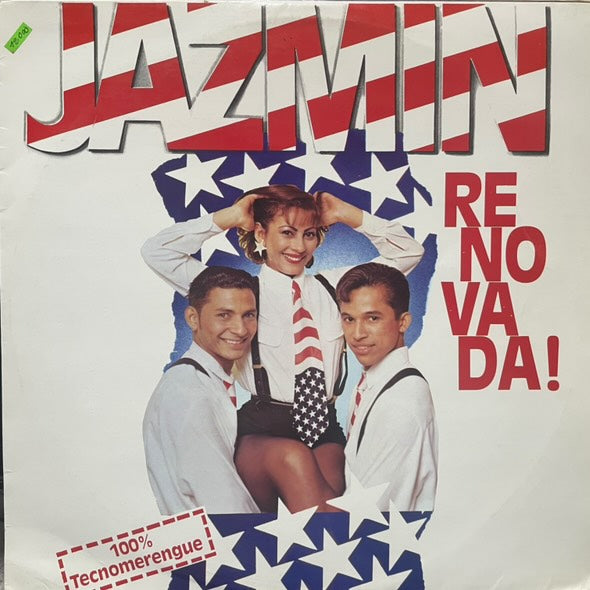 JAZMIN
RE
NO
VA
DA!
100%
Tecnomerengue